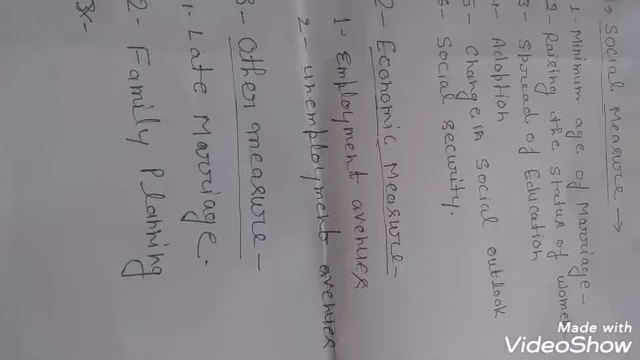 1→ Social Measure →
1- Minimum age of Marriage-
2- Raising the status of women
3- Spread of Education
4- Adoption
5- Change in Social outlook.
6- Social Security.
2- Economic Measure-
1- Employment avenues
2- unemployment avenues
3- Other measure-
1- Late Marriage.
2- Family Planning
3x-
Made with
VideoShow